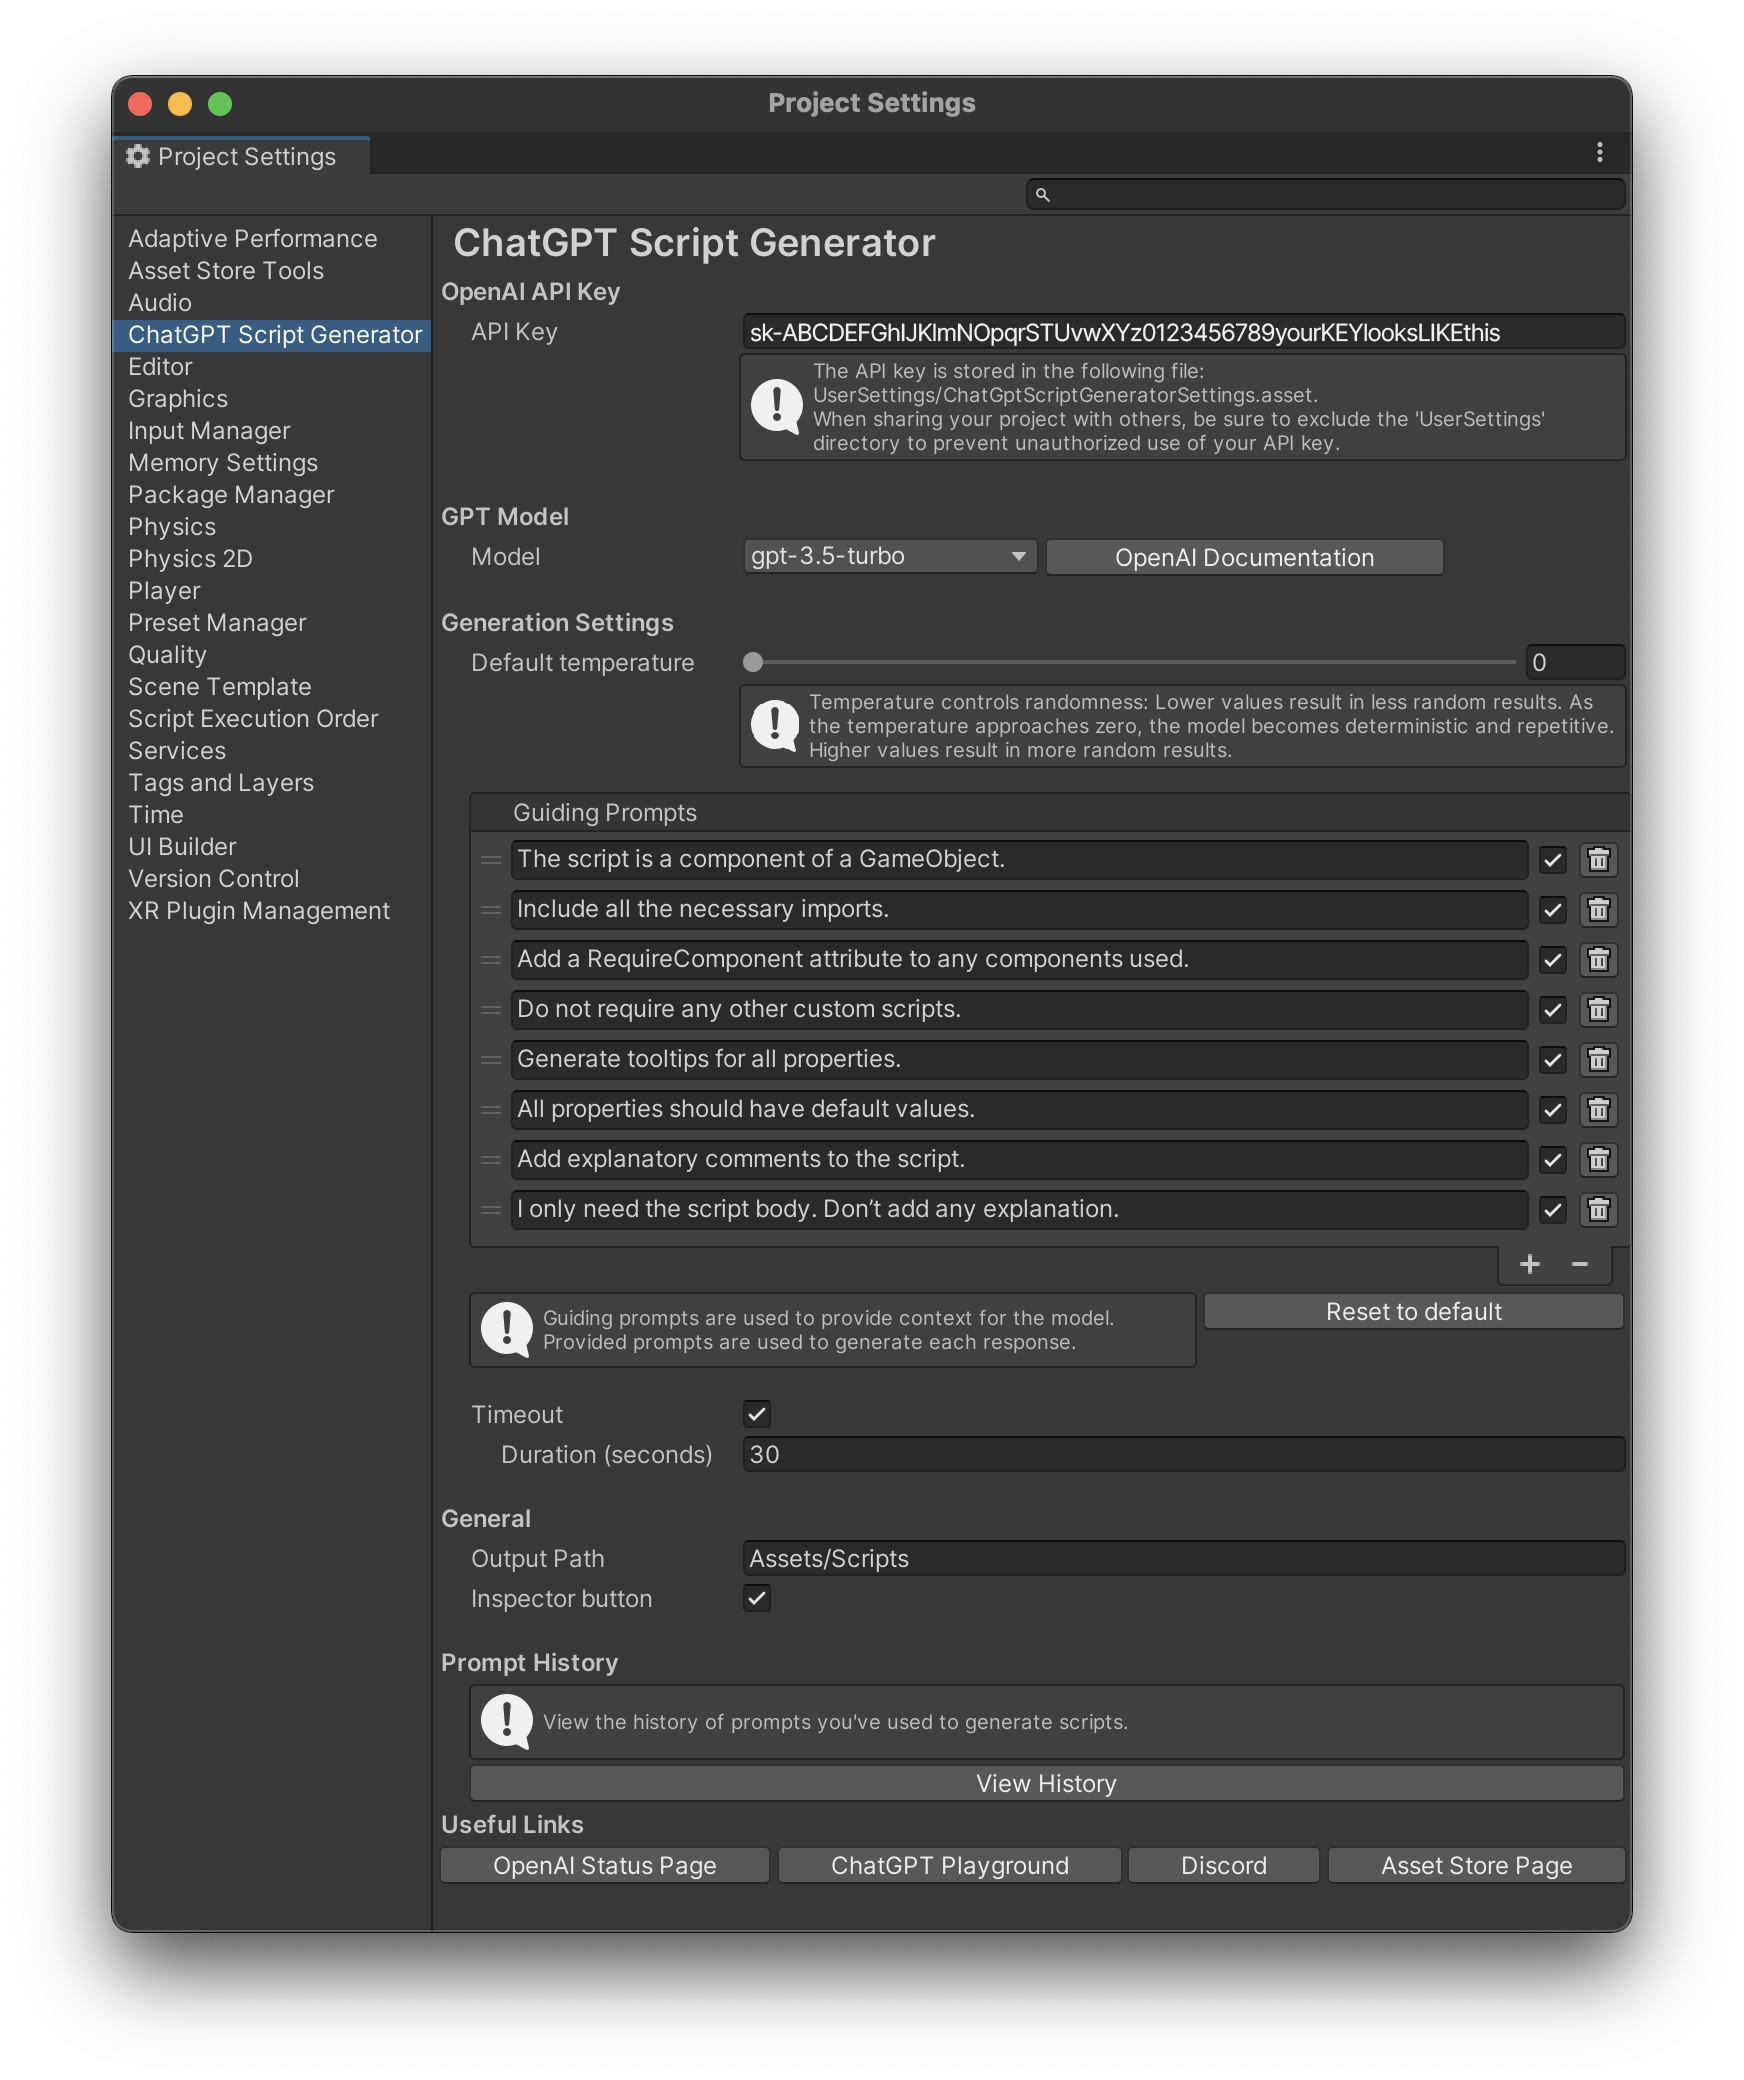 Project Settings
Project Settings
Adaptive Performance
Asset Store Tools
Audio
ChatGPT Script Generator
Editor
Graphics
Input Manager
Memory Settings
Package Manager
Physics
Physics 2D
Player
Preset Manager
Quality
Scene Template
Script Execution Order
Services
Tags and Layers
Time
UI Builder
Version Control
XR Plugin Management
ChatGPT Script Generator
OpenAI API Key
API Key sk-ABCDEFGhIJKlmNOpqrSTUvwXYz0123456789yourKEYlooksLIKEthis
The API key is stored in the following file:
UserSettings/ChatGptScriptGeneratorSettings.asset.
When sharing your project with others, be sure to exclude the 'UserSettings'
directory to prevent unauthorized use of your API key.
GPT Model
Model gpt-3.5-turbo OpenAI Documentation
Generation Settings
Default temperature 0
Temperature controls randomness: Lower values result in less random results. As
the temperature approaches zero, the model becomes deterministic and repetitive.
Higher values result in more random results.
Guiding Prompts
The script is a component of a GameObject.
Include all the necessary imports.
Add a RequireComponent attribute to any components used.
Do not require any other custom scripts.
Generate tooltips for all properties.
All properties should have default values.
Add explanatory comments to the script.
I only need the script body. Don’t add any explanation.
Guiding prompts are used to provide context for the model.
Provided prompts are used to generate each response.
Reset to default
Timeout
Duration (seconds) 30
General
Output Path Assets/Scripts
Inspector button
Prompt History
View the history of prompts you've used to generate scripts.
View History
Useful Links
OpenAI Status Page ChatGPT Playground Discord Asset Store Page